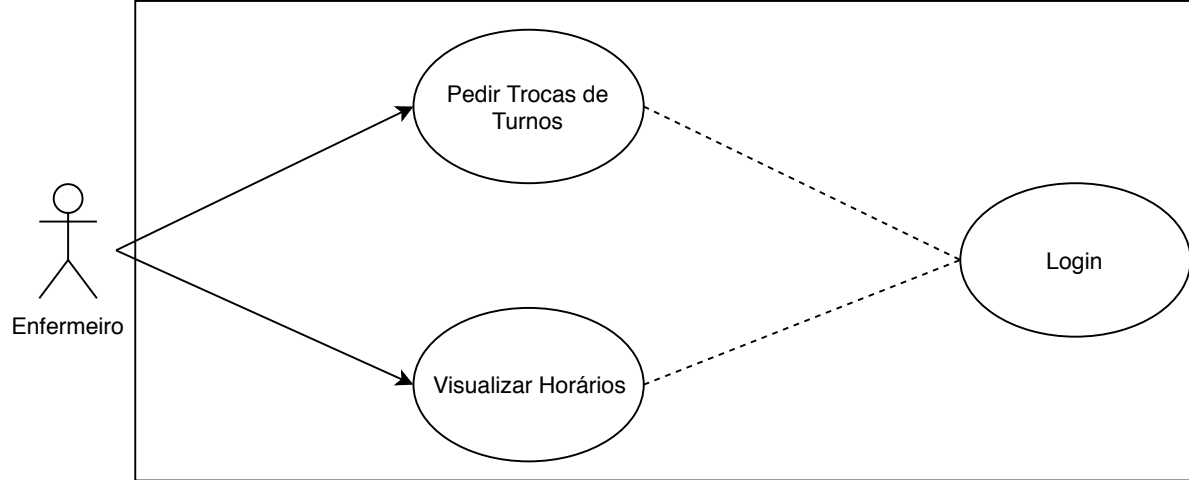 Pedir Trocas de
Turnos
Login
Enfermeiro
Visualizar Horários